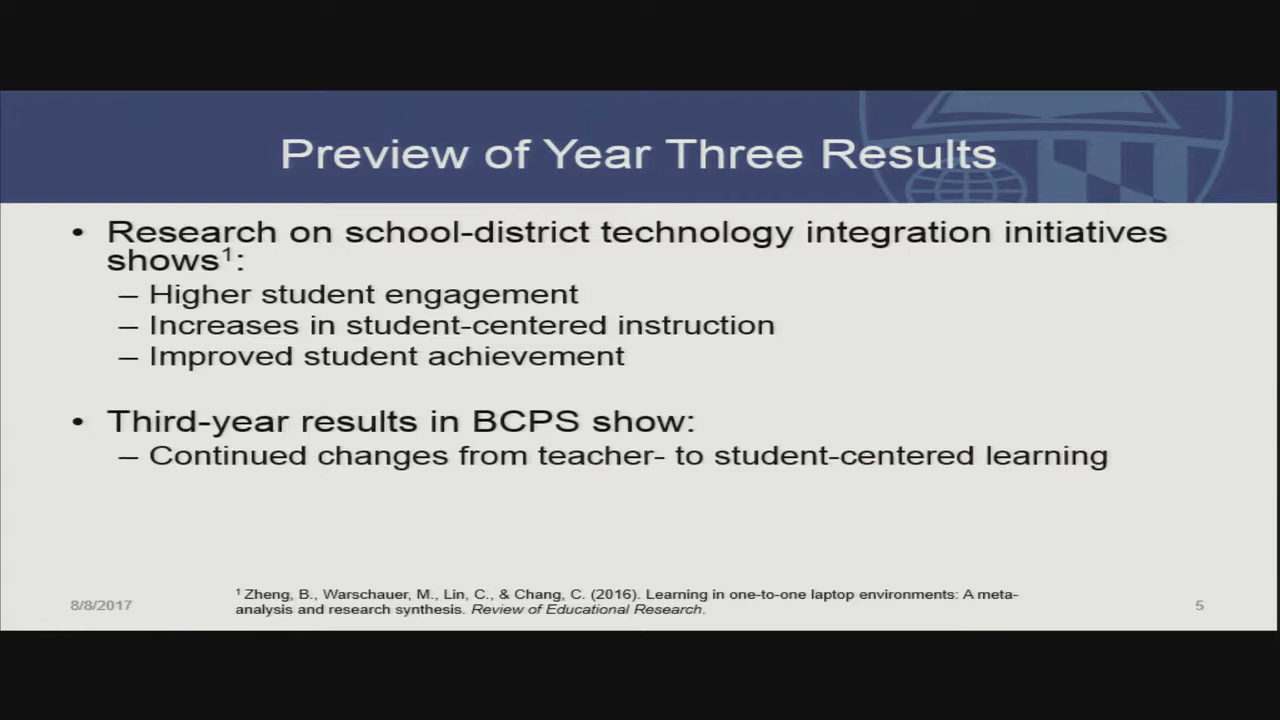 Preview of Year Three Results
• Research on school-district technology integration initiatives
shows¹:
– Higher student engagement
– Increases in student-centered instruction
– Improved student achievement
• Third-year results in BCPS show:
– Continued changes from teacher- to student-centered learning
¹ Zheng, B., Warschauer, M., Lin, C., & Chang, C. (2016). Learning in one-to-one laptop environments: A meta-
analysis and research synthesis. Review of Educational Research.
8/8/2017
5